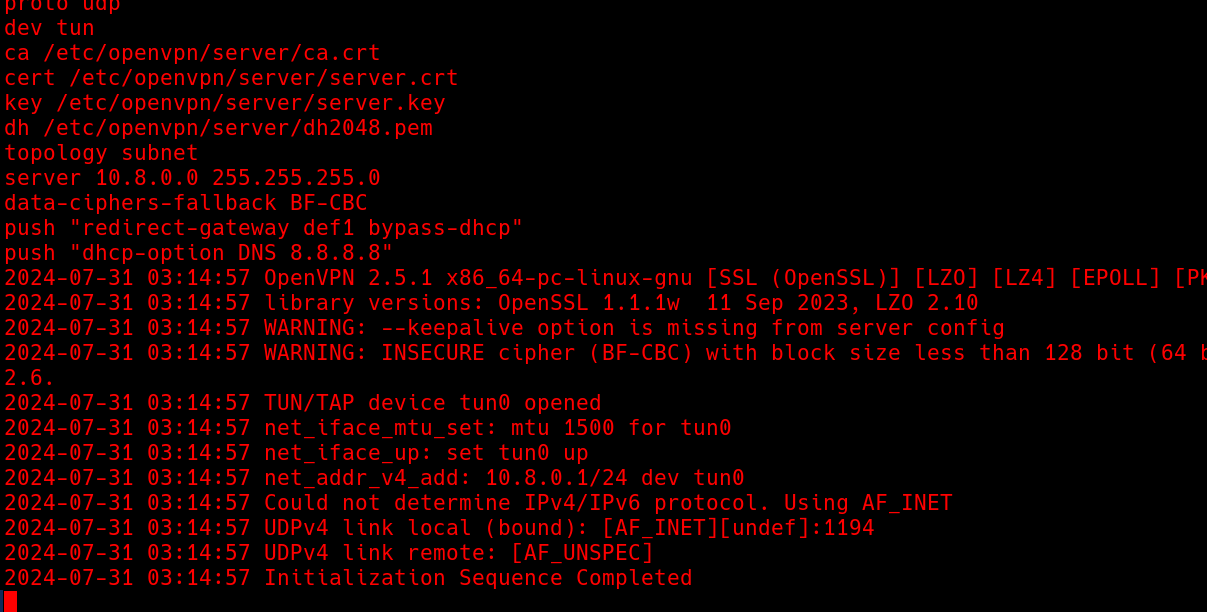 proto udp
dev tun
ca /etc/openvpn/server/ca.crt
cert /etc/openvpn/server/server.crt
key /etc/openvpn/server/server.key
dh /etc/openvpn/server/dh2048.pem
topology subnet
server 10.8.0.0 255.255.255.0
data-ciphers-fallback BF-CBC
push "redirect-gateway def1 bypass-dhcp"
push "dhcp-option DNS 8.8.8.8"
2024-07-31 03:14:57 OpenVPN 2.5.1 x86_64-pc-linux-gnu [SSL (OpenSSL)] [LZO] [LZ4] [EPOLL] [PK
2024-07-31 03:14:57 library versions: OpenSSL 1.1.1w  11 Sep 2023, LZO 2.10
2024-07-31 03:14:57 WARNING: --keepalive option is missing from server config
2024-07-31 03:14:57 WARNING: INSECURE cipher (BF-CBC) with block size less than 128 bit (64 b
2.6.
2024-07-31 03:14:57 TUN/TAP device tun0 opened
2024-07-31 03:14:57 net_iface_mtu_set: mtu 1500 for tun0
2024-07-31 03:14:57 net_iface_up: set tun0 up
2024-07-31 03:14:57 net_addr_v4_add: 10.8.0.1/24 dev tun0
2024-07-31 03:14:57 Could not determine IPv4/IPv6 protocol. Using AF_INET
2024-07-31 03:14:57 UDPv4 link local (bound): [AF_INET][undef]:1194
2024-07-31 03:14:57 UDPv4 link remote: [AF_UNSPEC]
2024-07-31 03:14:57 Initialization Sequence Completed